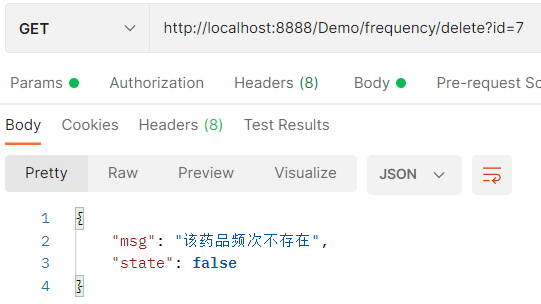 GET http://localhost:8888/Demo/frequency/delete?id=7
Params Authorization Headers (8) Body Pre-request Sc
Body Cookies Headers (8) Test Results
Pretty Raw Preview Visualize JSON
1 {
2 "msg": "该药品频次不存在",
3 "state": false
4 }